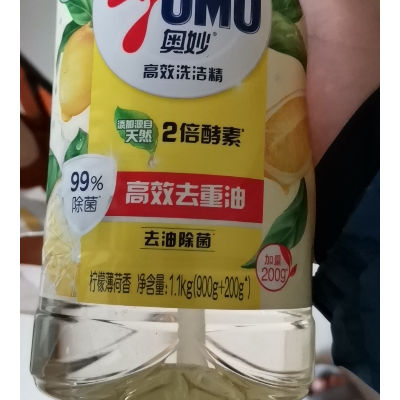 OMO
奥妙®
高效洗洁精
添加源自
天然
2倍酵素*
99%
除菌*
高效去重油
去油除菌
加量
200g*
柠檬薄荷香 净含量:1.1kg(900g+200g*)